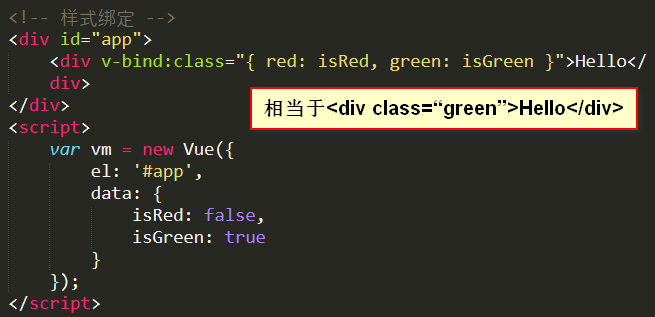 <!-- 样式绑定 -->
<div id="app">
    <div v-bind:class="{ red: isRed, green: isGreen }">Hello</
    div>
</div>
相当于<div class=“green”>Hello</div>
<script>
    var vm = new Vue({
        el: '#app',
        data: {
            isRed: false,
            isGreen: true
        }
    });
</script>